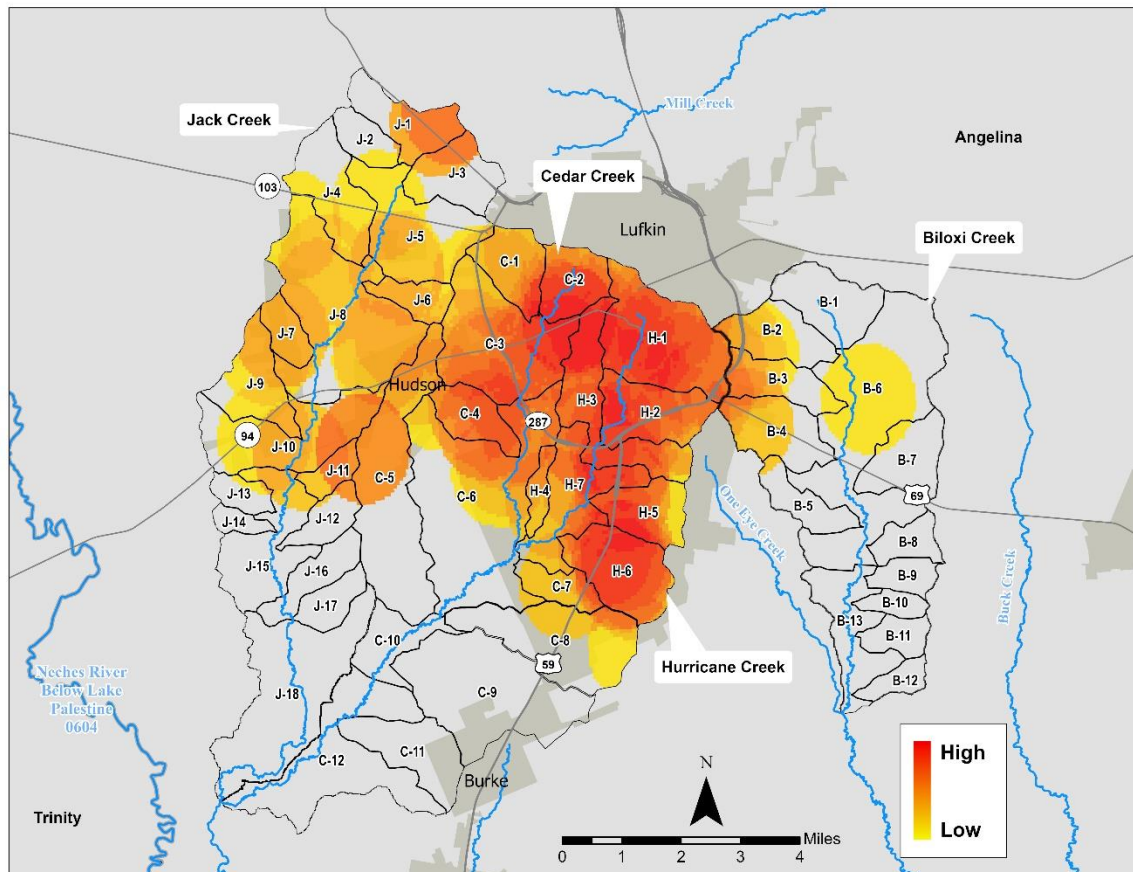 Mill Creek
Jack Creek
J-1
J-2
Angelina
J-3
Cedar Creek
103
J-4
Lufkin
J-5
Biloxi Creek
C-1
C-2
J-6
B-1
J-8
J-7
B-2
H-1
C-3
J-9
Hudson
B-3
B-6
H-3
C-4
H-2
287
94
B-4
J-10
J-11
C-5
B-7
J-13
C-6
H-4
H-7
69
J-14
J-12
H-5
B-5
One Eye Creek
B-8
J-15
J-16
H-6
B-9
C-7
J-17
B-10
Buck Creek
B-13
C-10
C-8
B-11
59
Hurricane Creek
B-12
Neches River
Below Lake
Palestine
0604
J-18
C-9
High
C-11
C-12
N
Burke
Low
Trinity
Miles
0 1 2 3 4